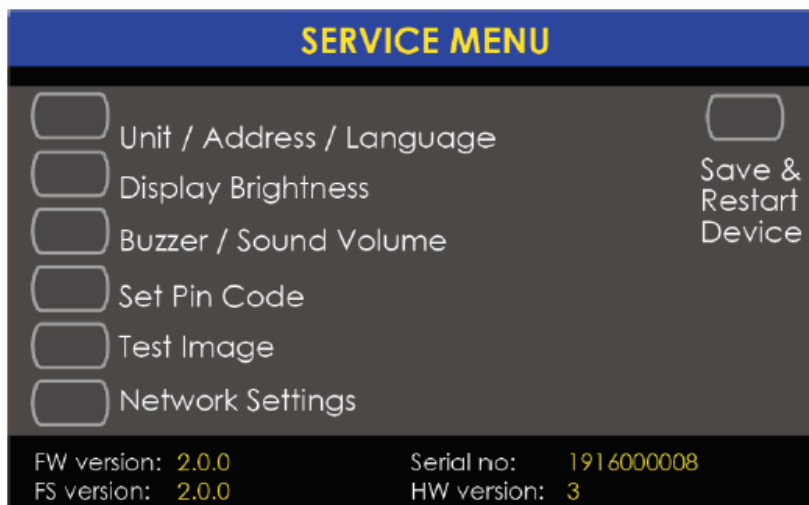 SERVICE MENU
Unit / Address / Language
Display Brightness
Buzzer / Sound Volume
Set Pin Code
Test Image
Network Settings
Save &
Restart
Device
FW version: 2.0.0 Serial no: 1916000008
FS version: 2.0.0 HW version: 3